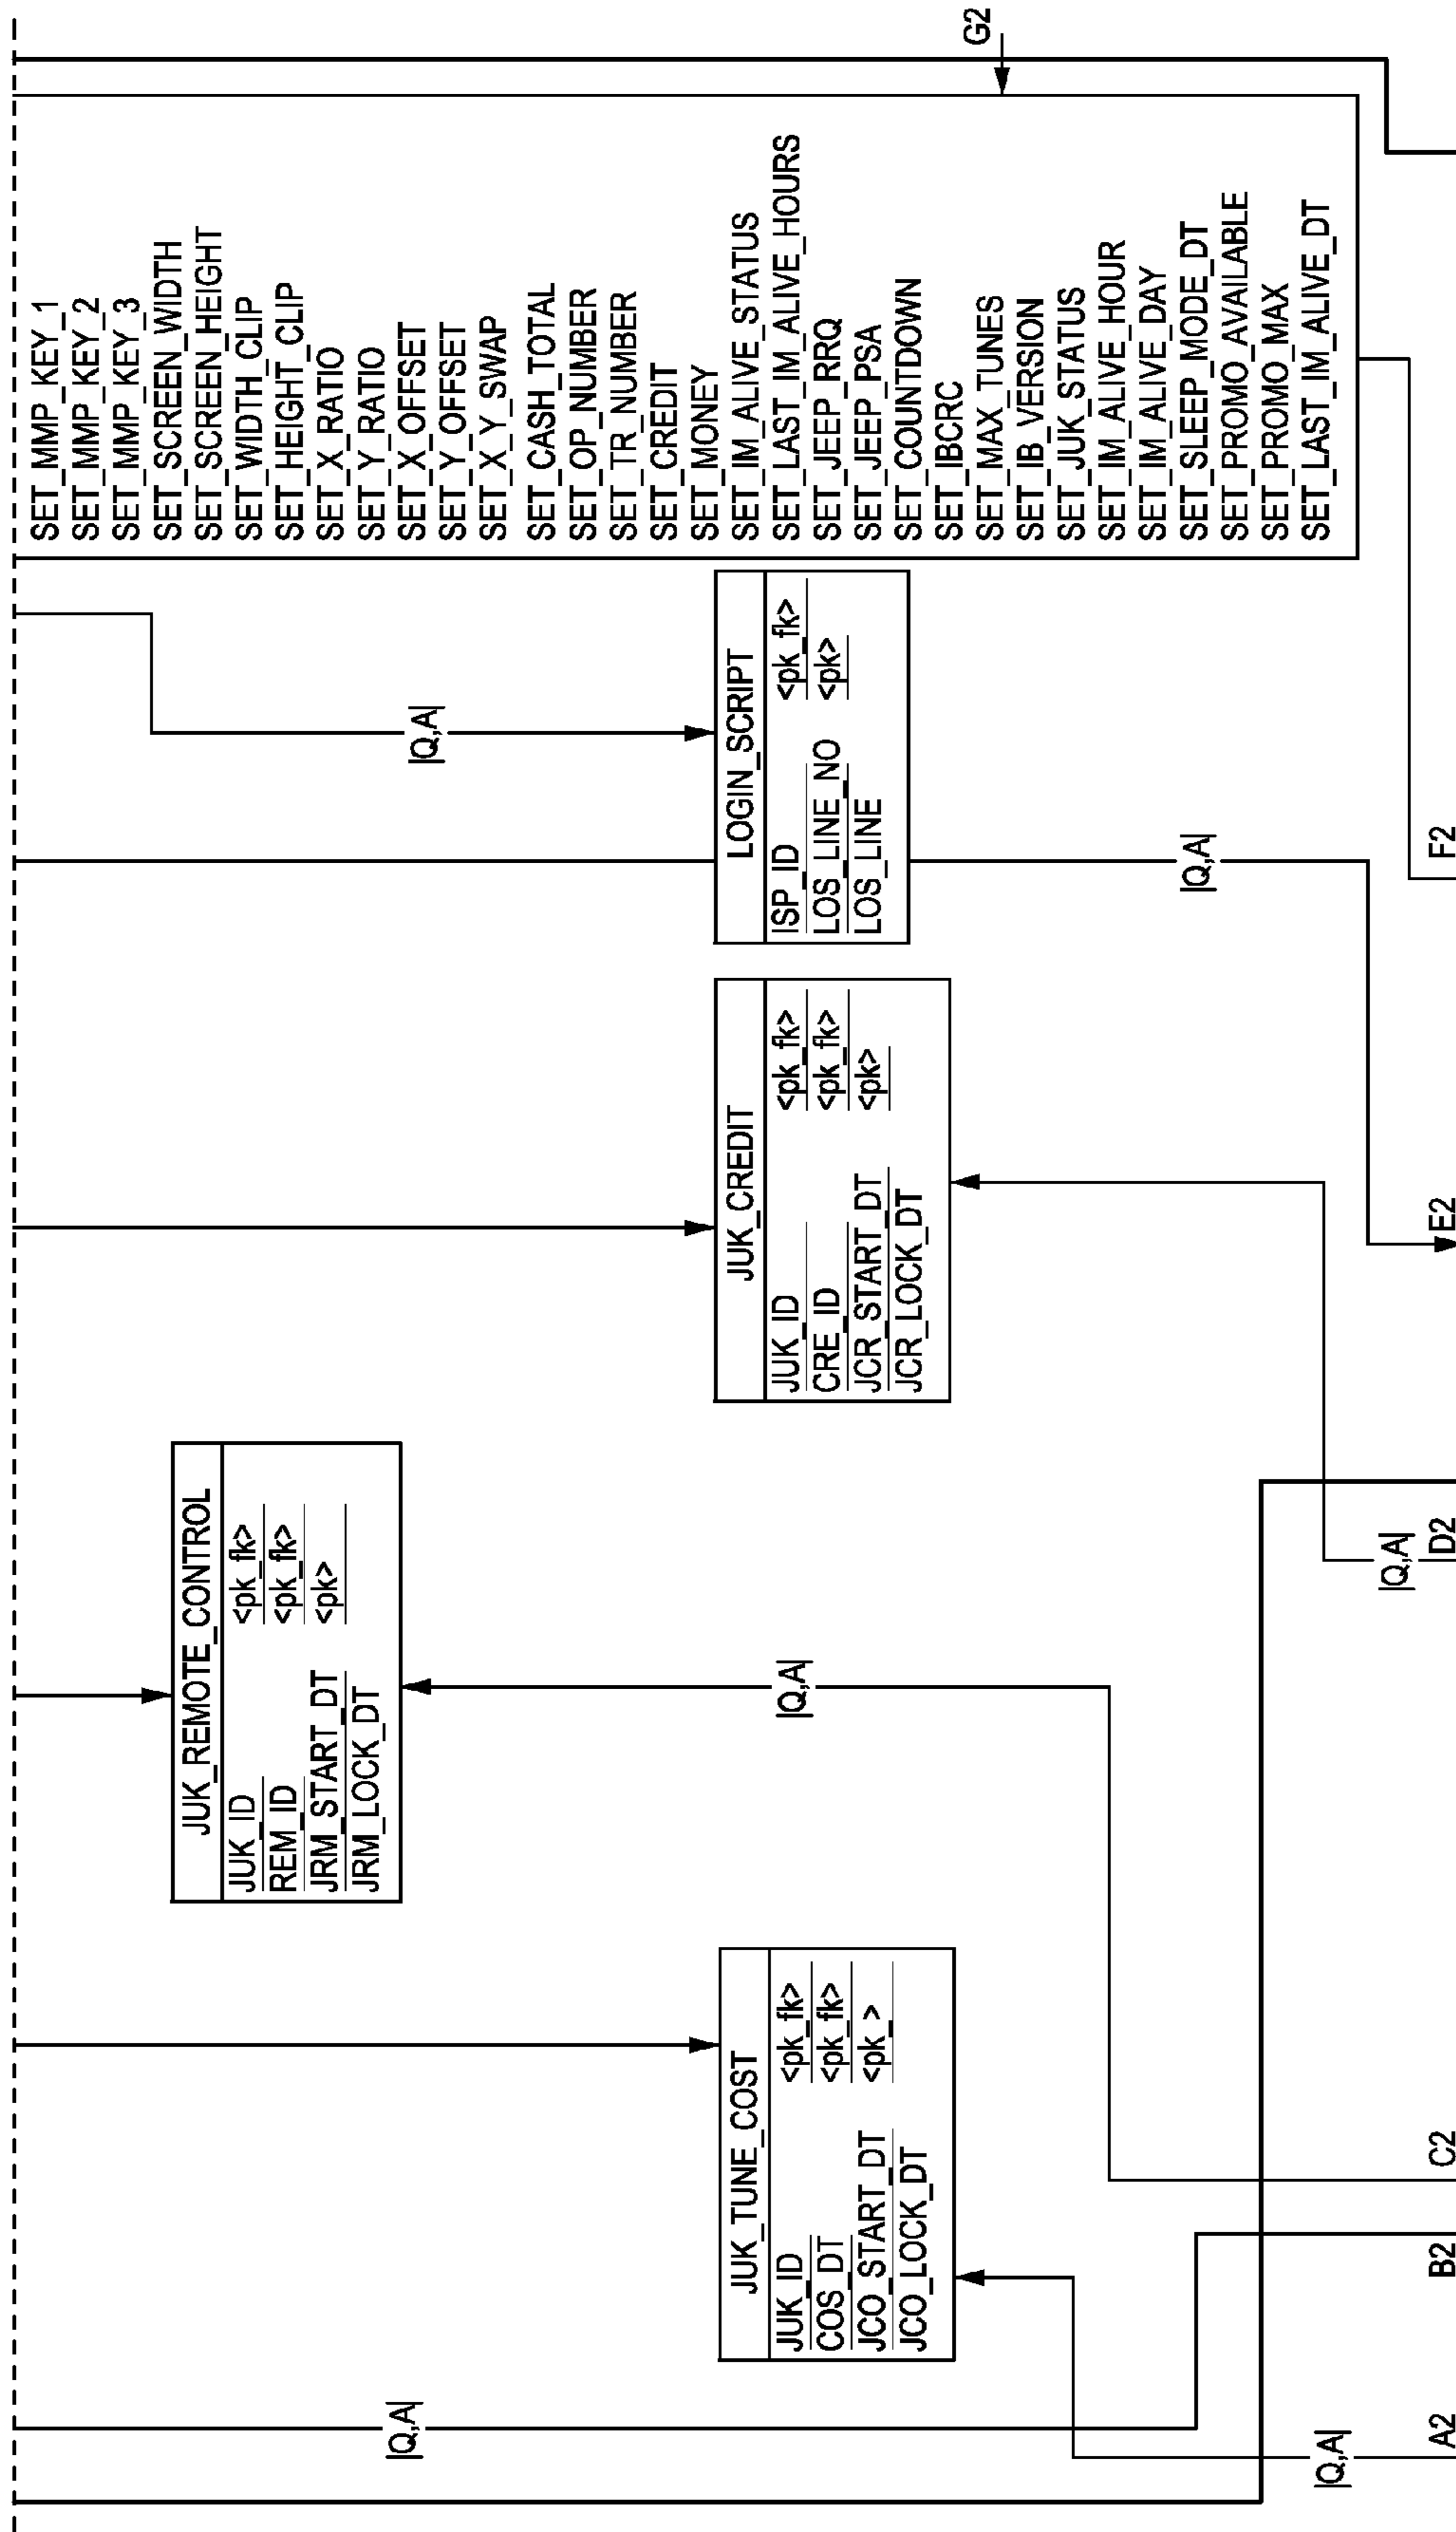 SET_MMP_KEY_1
SET_MMP_KEY_2
SET_MMP_KEY_3
SET_SCREEN_WIDTH
SET_SCREEN_HEIGHT
SET_WIDTH_CLIP
SET_HEIGHT_CLIP
SET_X_RATIO
SET_Y_RATIO
SET_X_OFFSET
SET_Y_OFFSET
SET_X_Y_SWAP
SET_CASH_TOTAL
SET_OP_NUMBER
SET_TR_NUMBER
SET_CREDIT
SET_MONEY
SET_IM_ALIVE_STATUS
SET_LAST_IM_ALIVE_HOURS
SET_JEEP_RRQ
SET_JEEP_PSA
SET_COUNTDOWN
SET_IBCRC
SET_MAX_TUNES
SET_IB_VERSION
SET_JUK_STATUS
SET_IM_ALIVE_HOUR
SET_IM_ALIVE_DAY
SET_SLEEP_MODE_DT
SET_PROMO_AVAILABLE
SET_PROMO_MAX
SET_LAST_IM_ALIVE_DT
G2
JUK_REMOTE_CONTROL
JUK_ID <pk_fk>
REM_ID <pk_fk>
JRM_START_DT <pk>
JRM_LOCK_DT
|Q,A|
JUK_TUNE_COST
JUK_ID <pk_fk>
COS_DT <pk_fk>
JCO_START_DT <pk_>
JCO_LOCK_DT
|Q,A|
JUK_CREDIT
JUK_ID <pk_fk>
CRE_ID <pk_fk>
JCR_START_DT <pk>
JCR_LOCK_DT
|Q,A|
LOGIN_SCRIPT
ISP_ID <pk_fk>
LOS_LINE_NO <pk>
LOS_LINE
|Q,A|
|Q,A|
|Q,A|
A2
B2
C2
D2
E2
F2